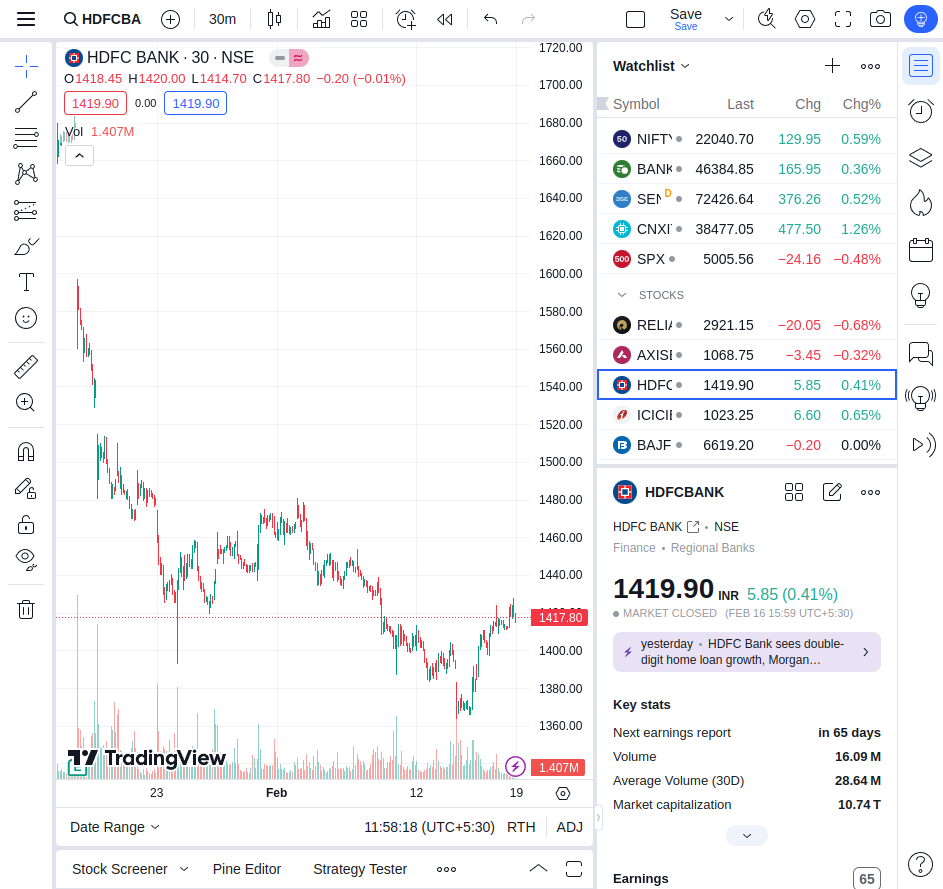 HDFCBA
30m
Save
Save
HDFC BANK · 30 · NSE
O1418.45 H1420.00 L1414.70 C1417.80 −0.20 (−0.01%)
1419.90 0.00 1419.90
Vol 1.407M
1720.00
1700.00
1680.00
1660.00
1640.00
1620.00
1600.00
1580.00
1560.00
1540.00
1520.00
1500.00
1480.00
1460.00
1440.00
1417.80
1400.00
1380.00
1360.00
1.407M
TradingView
23 Feb 12 19
Date Range 11:58:18 (UTC+5:30) RTH ADJ
Stock Screener Pine Editor Strategy Tester
Watchlist
Symbol Last Chg Chg%
50 NIFTY 22040.70 129.95 0.59%
BANK 46384.85 165.95 0.36%
SEN D 72426.64 376.26 0.52%
CNXI 38477.05 477.50 1.26%
500 SPX 5005.56 −24.16 −0.48%
STOCKS
RELIA 2921.15 −20.05 −0.68%
AXISB 1068.75 −3.45 −0.32%
HDFC 1419.90 5.85 0.41%
ICICIB 1023.25 6.60 0.65%
BAJF 6619.20 −0.20 0.00%
HDFCBANK
HDFC BANK • NSE
Finance • Regional Banks
1419.90 INR 5.85 (0.41%)
MARKET CLOSED (FEB 16 15:59 UTC+5:30)
yesterday • HDFC Bank sees double-
digit home loan growth, Morgan…
Key stats
Next earnings report in 65 days
Volume 16.09 M
Average Volume (30D) 28.64 M
Market capitalization 10.74 T
Earnings 65